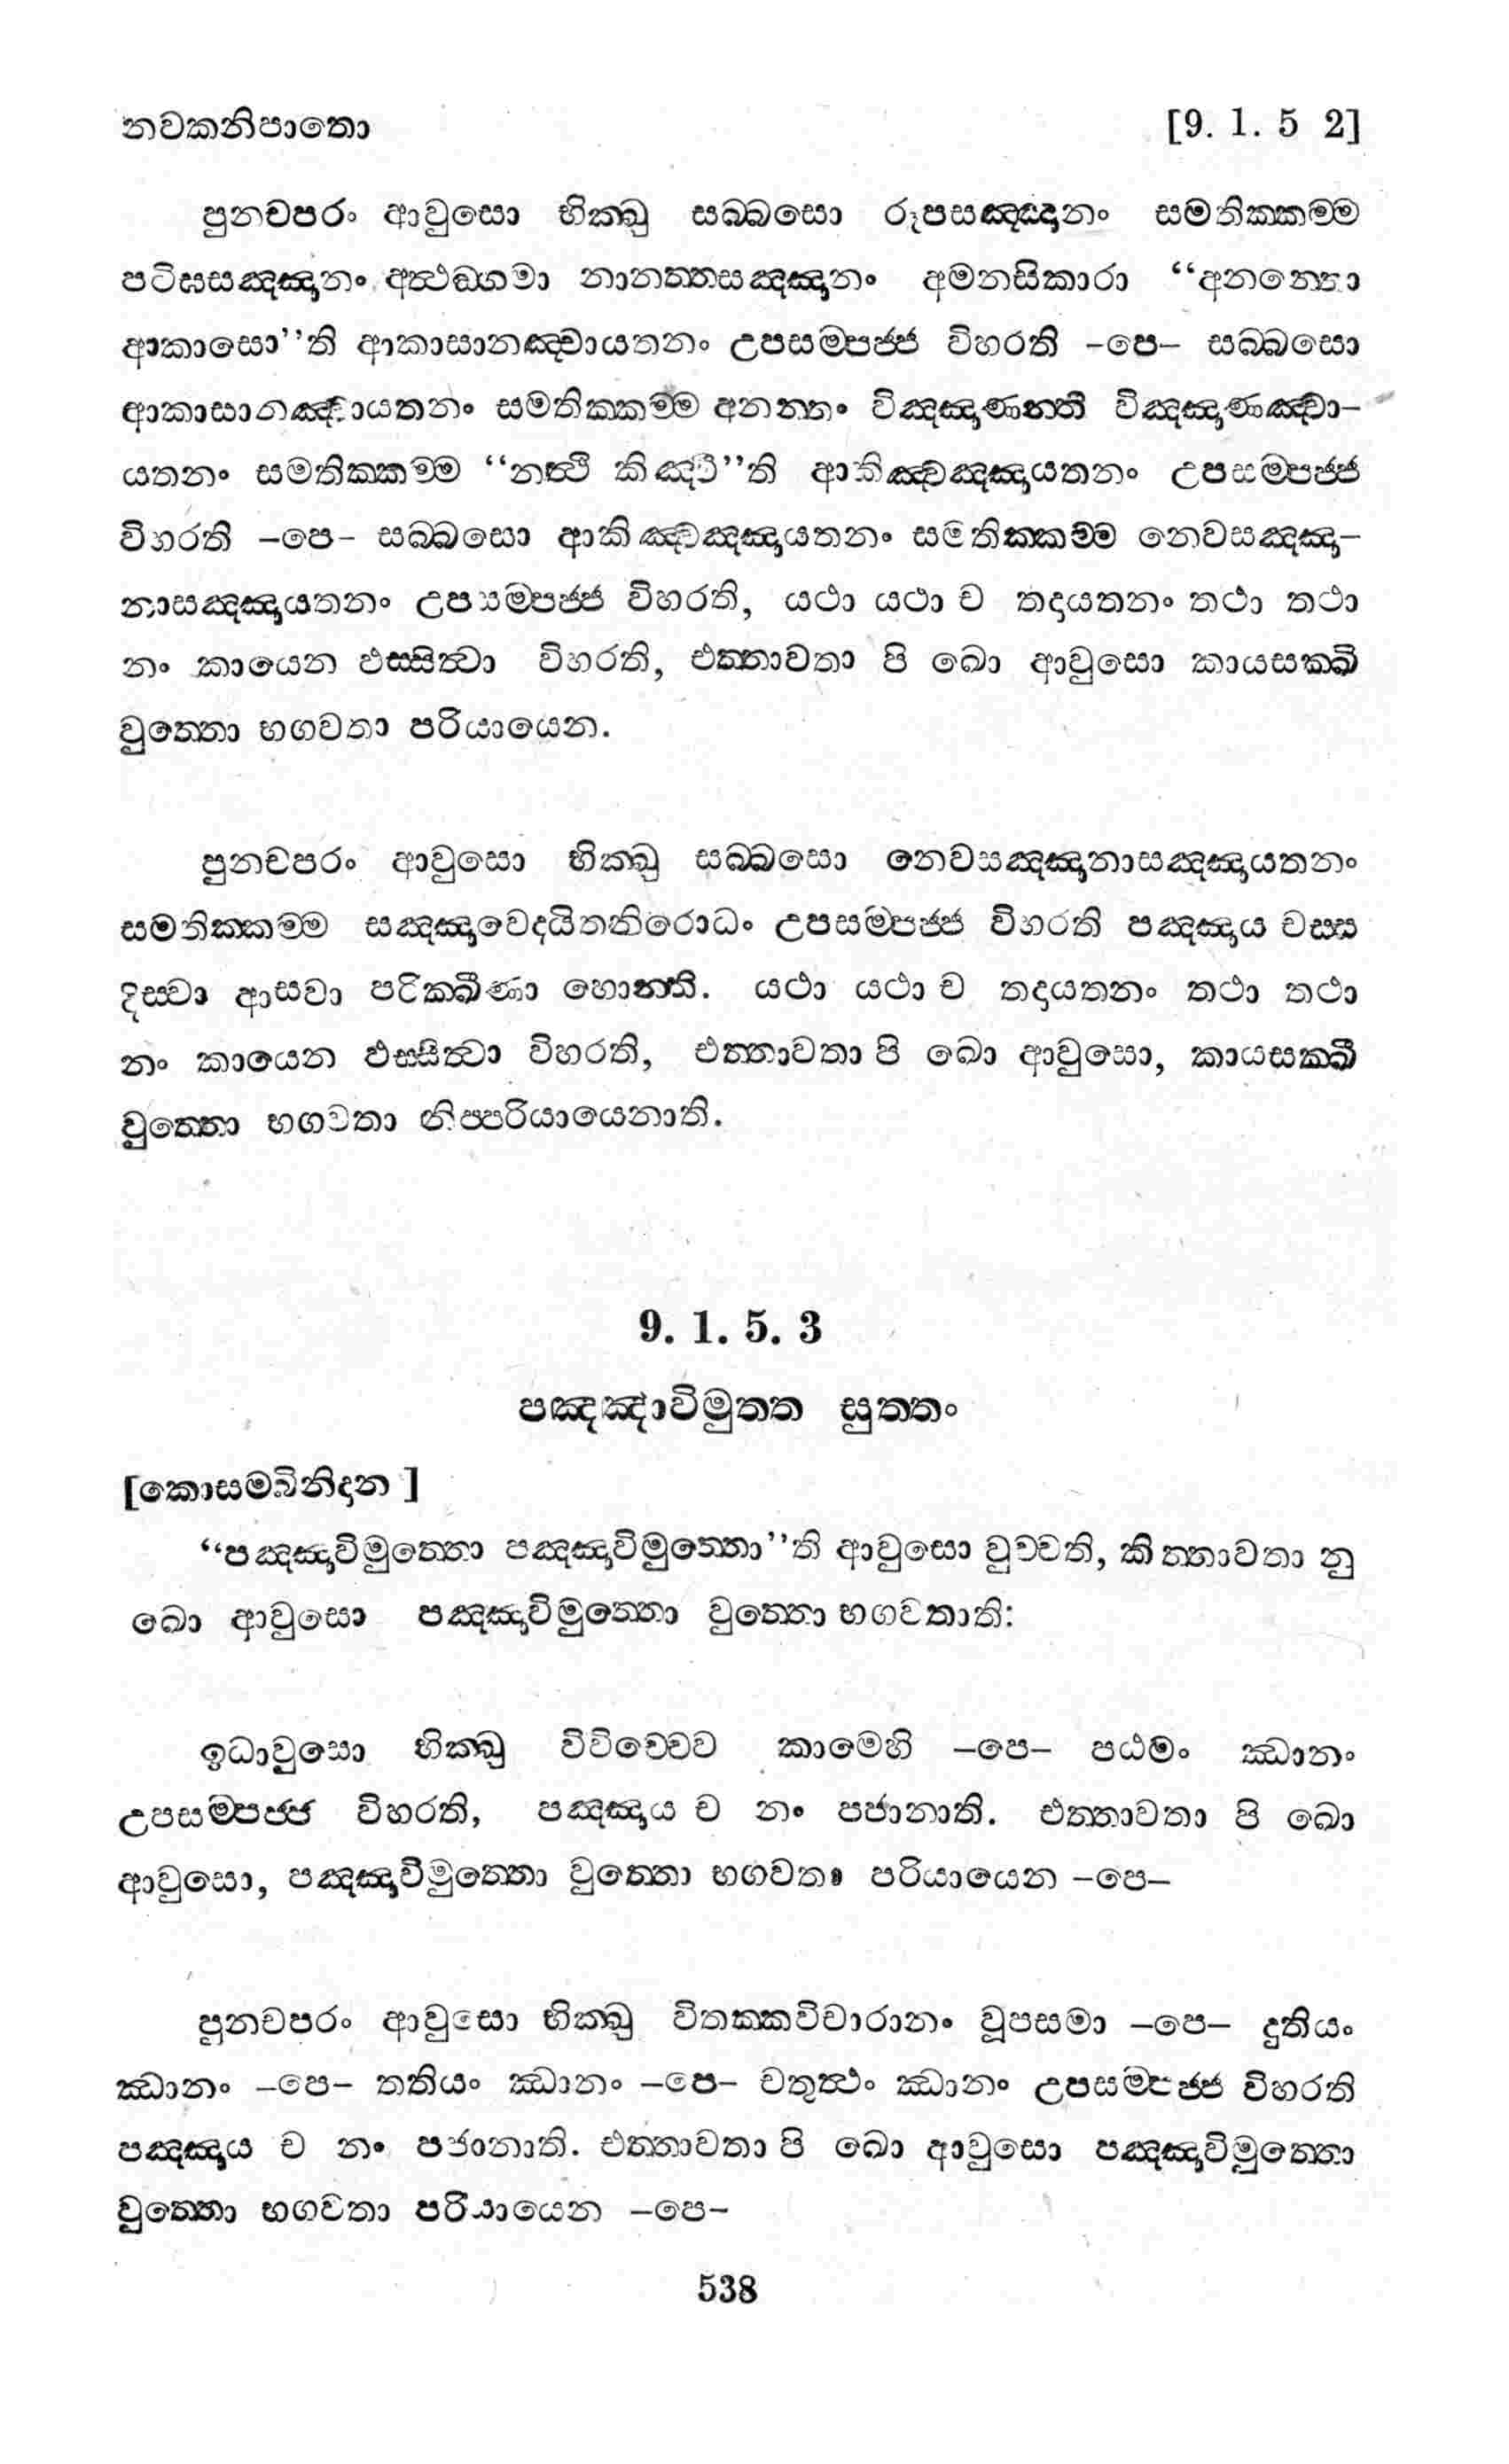 නවකනිපාතො [9. 1. 5 2]
පුනචපරං ආවුසො භික්ඛු සබ්බසො රූපසඤ්ඤානං සමතික්කම්ම
පටිඝසඤ්ඤානං අත්ථඞ්ගමා නානත්තසඤ්ඤානං අමනසිකාරා “අනන්තො
ආකාසො”ති ආකාසානඤ්චායතනං උපසම්පජ්ජ විහරති –පෙ– සබ්බසො
ආකාසානඤ්චායතනං සමතික්කම්ම අනන්තං විඤ්ඤාණන්ති විඤ්ඤාණඤ්චා–
යතනං සමතික්කම්ම “නත්ථි කිඤ්චි”ති ආකිඤ්චඤ්ඤායතනං උපසම්පජ්ජ
විහරති –පෙ– සබ්බසො ආකිඤ්චඤ්ඤායතනං සමතික්කම්ම නෙවසඤ්ඤා–
නාසඤ්ඤායතනං උපසම්පජ්ජ විහරති, යථා යථා ච තදායතනං තථා තථා
නං කායෙන ඵස්සිත්වා විහරති, එත්තාවතා පි ඛො ආවුසො කායසක්ඛි
වුත්තො භගවතා පරියායෙන.
පුනචපරං ආවුසො භික්ඛු සබ්බසො නෙවසඤ්ඤානාසඤ්ඤායතනං
සමතික්කම්ම සඤ්ඤාවෙදයිතනිරොධං උපසම්පජ්ජ විහරති පඤ්ඤාය චස්ස
දිස්වා ආසවා පරික්ඛීණා හොන්ති. යථා යථා ච තදායතනං තථා තථා
නං කායෙන ඵස්සිත්වා විහරති, එත්තාවතා පි ඛො ආවුසො, කායසක්ඛී
වුත්තො භගවතා නිප්පරියායෙනාති.
9. 1. 5. 3
පඤ්ඤාවිමුත්ත සුත්තං
[කොසම්බිනිදාන ]
“පඤ්ඤාවිමුත්තො පඤ්ඤාවිමුත්තො”ති ආවුසො වුච්චති, කිත්තාවතා නු
ඛො ආවුසො පඤ්ඤාවිමුත්තො වුත්තො භගවතාති:
ඉධාවුසො භික්ඛු විවිච්චෙව කාමෙහි –පෙ– පඨමං ඣානං
උපසම්පජ්ජ විහරති, පඤ්ඤාය ච නං පජානාති. එත්තාවතා පි ඛො
ආවුසො, පඤ්ඤාවිමුත්තො වුත්තො භගවතා පරියායෙන –පෙ–
පුනචපරං ආවුසො භික්ඛු විතක්කවිචාරානං වූපසමා –පෙ– දුතියං
ඣානං –පෙ– තතියං ඣානං –පෙ– චතුත්ථං ඣානං උපසම්පජ්ජ විහරති
පඤ්ඤාය ච නං පජානාති. එත්තාවතා පි ඛො ආවුසො පඤ්ඤාවිමුත්තො
වුත්තො භගවතා පරියායෙන –පෙ–
538